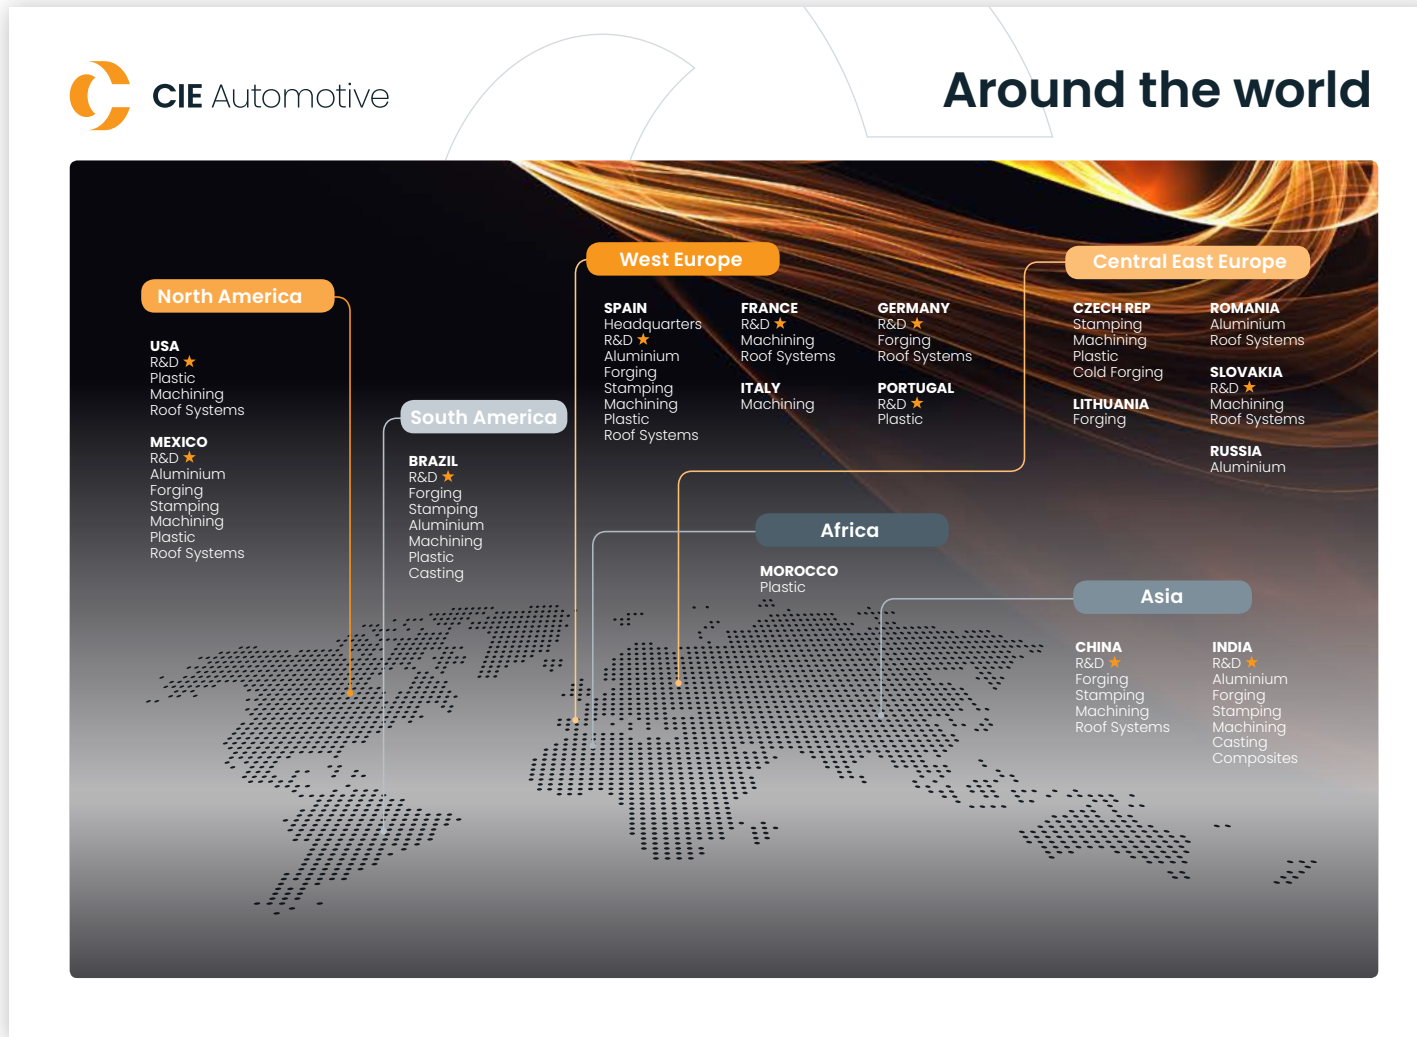 CIE Automotive
Around the world
North America
USA
R&D ★
Plastic
Machining
Roof Systems
MEXICO
R&D ★
Aluminium
Forging
Stamping
Machining
Plastic
Roof Systems
South America
BRAZIL
R&D ★
Forging
Stamping
Aluminium
Machining
Plastic
Casting
West Europe
SPAIN
Headquarters
R&D ★
Aluminium
Forging
Stamping
Machining
Plastic
Roof Systems
FRANCE
R&D ★
Machining
Roof Systems
ITALY
Machining
GERMANY
R&D ★
Forging
Roof Systems
PORTUGAL
R&D ★
Plastic
Central East Europe
CZECH REP
Stamping
Machining
Plastic
Cold Forging
LITHUANIA
Forging
ROMANIA
Aluminium
Roof Systems
SLOVAKIA
R&D ★
Machining
Roof Systems
RUSSIA
Aluminium
Africa
MOROCCO
Plastic
Asia
CHINA
R&D ★
Forging
Stamping
Machining
Roof Systems
INDIA
R&D ★
Aluminium
Forging
Stamping
Machining
Casting
Composites